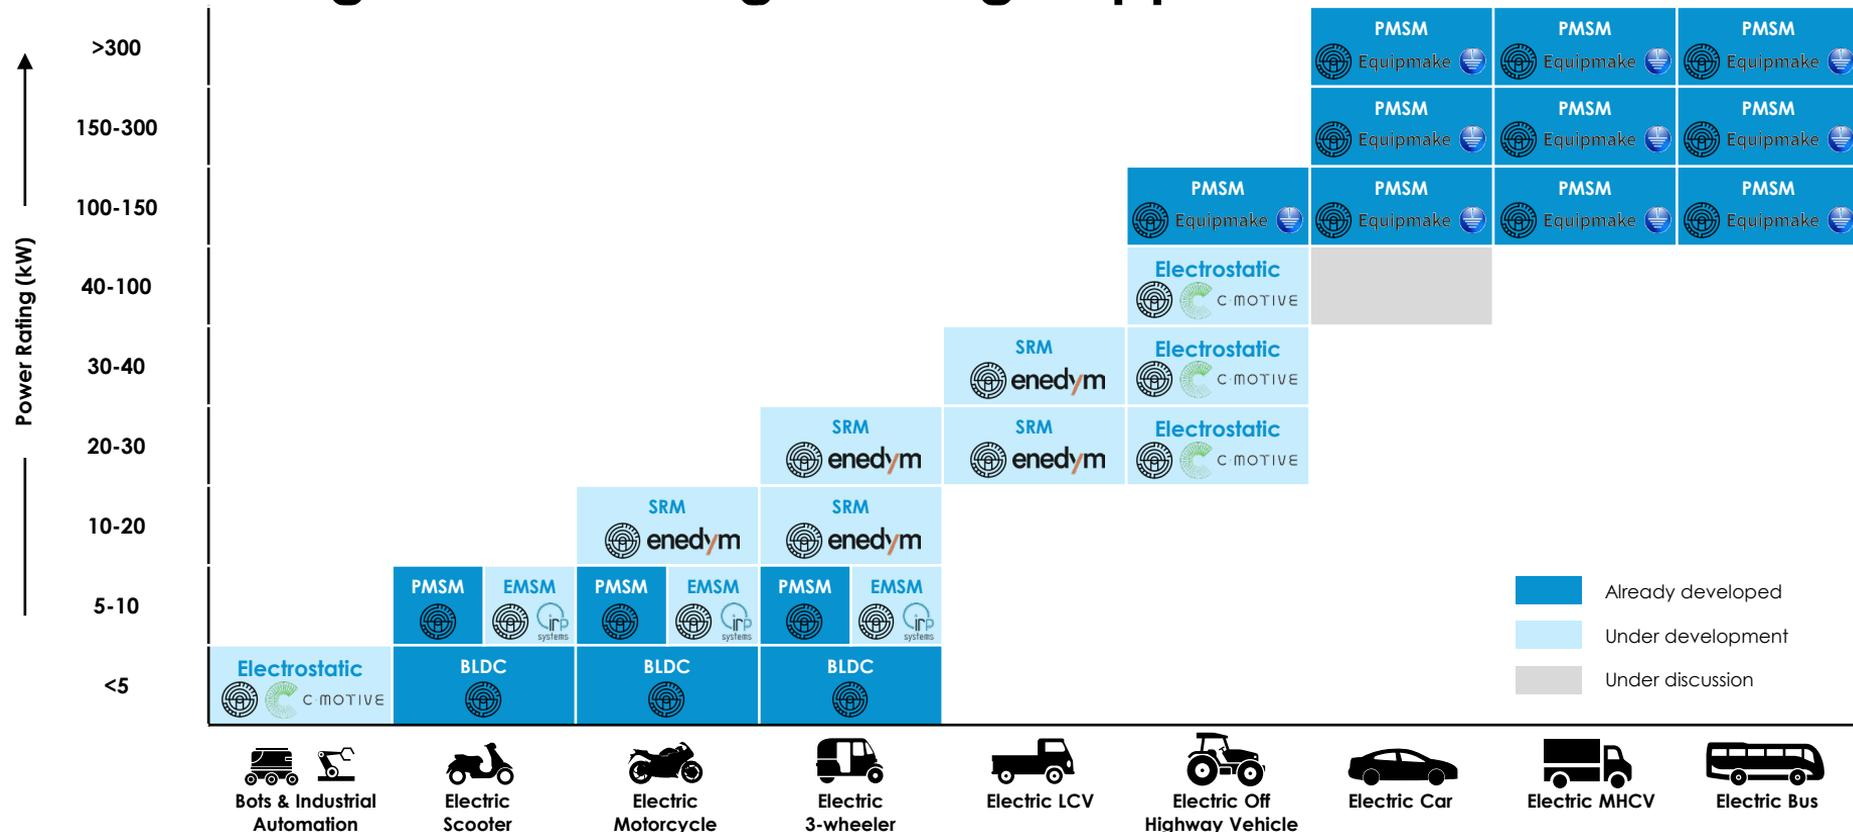 >300
PMSM PMSM PMSM
Equipmake Equipmake Equipmake
150-300
PMSM PMSM PMSM
Equipmake Equipmake Equipmake
100-150
PMSM PMSM PMSM PMSM
Equipmake Equipmake Equipmake Equipmake
Power Rating (kW)
40-100
Electrostatic
C·MOTIVE
30-40
SRM Electrostatic
enedym C·MOTIVE
20-30
SRM SRM Electrostatic
enedym enedym C·MOTIVE
10-20
SRM SRM
enedym enedym
5-10
PMSM EMSM PMSM EMSM PMSM EMSM
irp irp irp
systems systems systems
<5
Electrostatic BLDC BLDC BLDC
C·MOTIVE
Already developed
Under development
Under discussion
Bots & Industrial
Automation
Electric
Scooter
Electric
Motorcycle
Electric
3-wheeler
Electric LCV
Electric Off
Highway Vehicle
Electric Car
Electric MHCV
Electric Bus